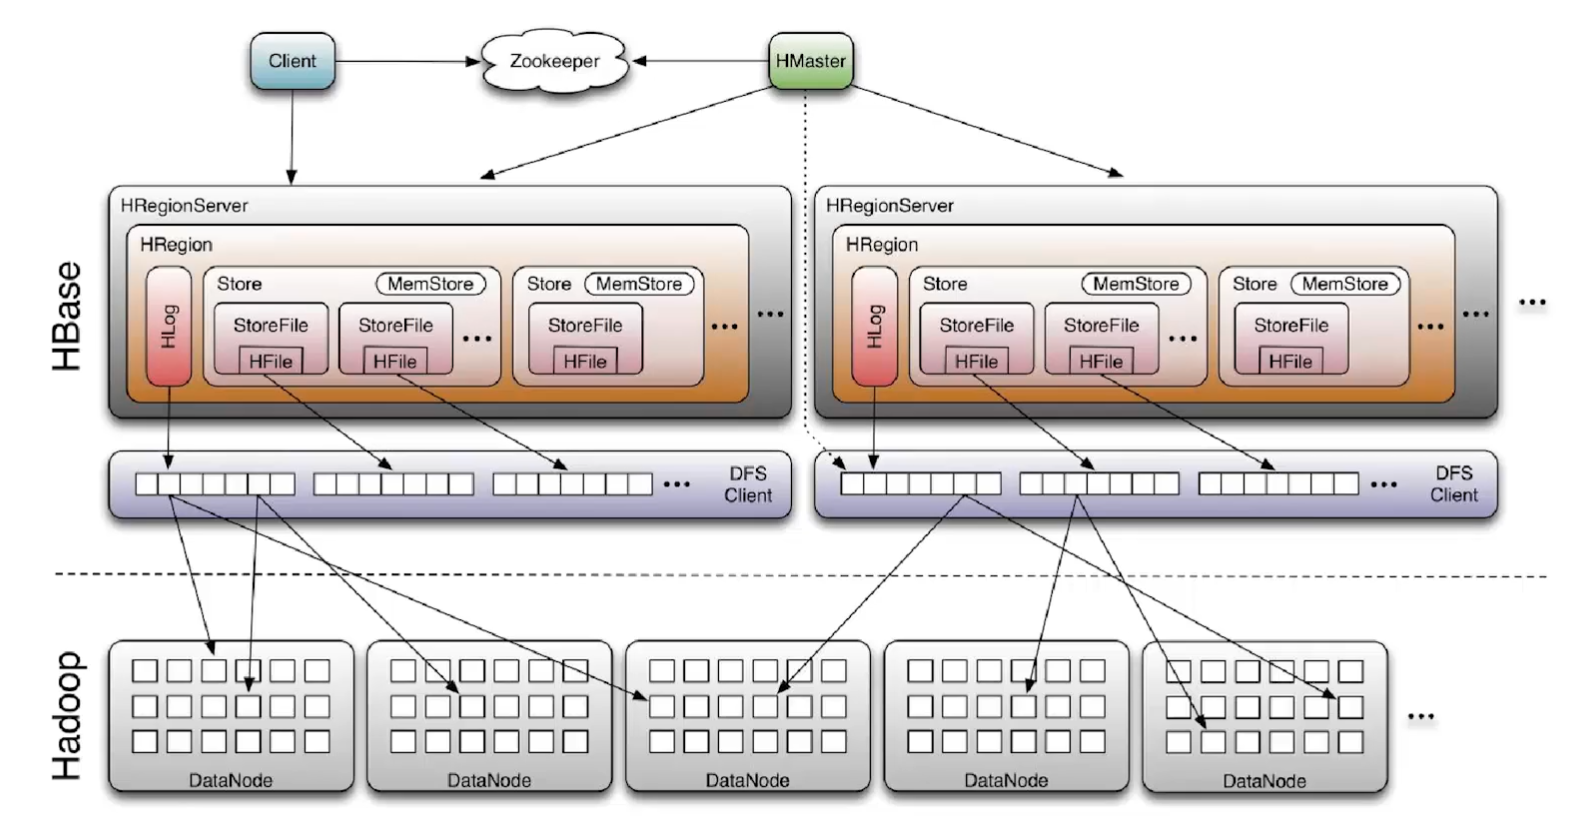 Client
Zookeeper
HMaster
HBase
HRegionServer
HRegion
HLog
Store
MemStore
StoreFile
HFile
StoreFile
HFile
...
Store
MemStore
StoreFile
HFile
...
...
HRegionServer
HRegion
HLog
Store
MemStore
StoreFile
HFile
StoreFile
HFile
...
Store
MemStore
StoreFile
HFile
...
...
...
...
DFS
Client
...
DFS
Client
Hadoop
DataNode
DataNode
DataNode
DataNode
DataNode
...